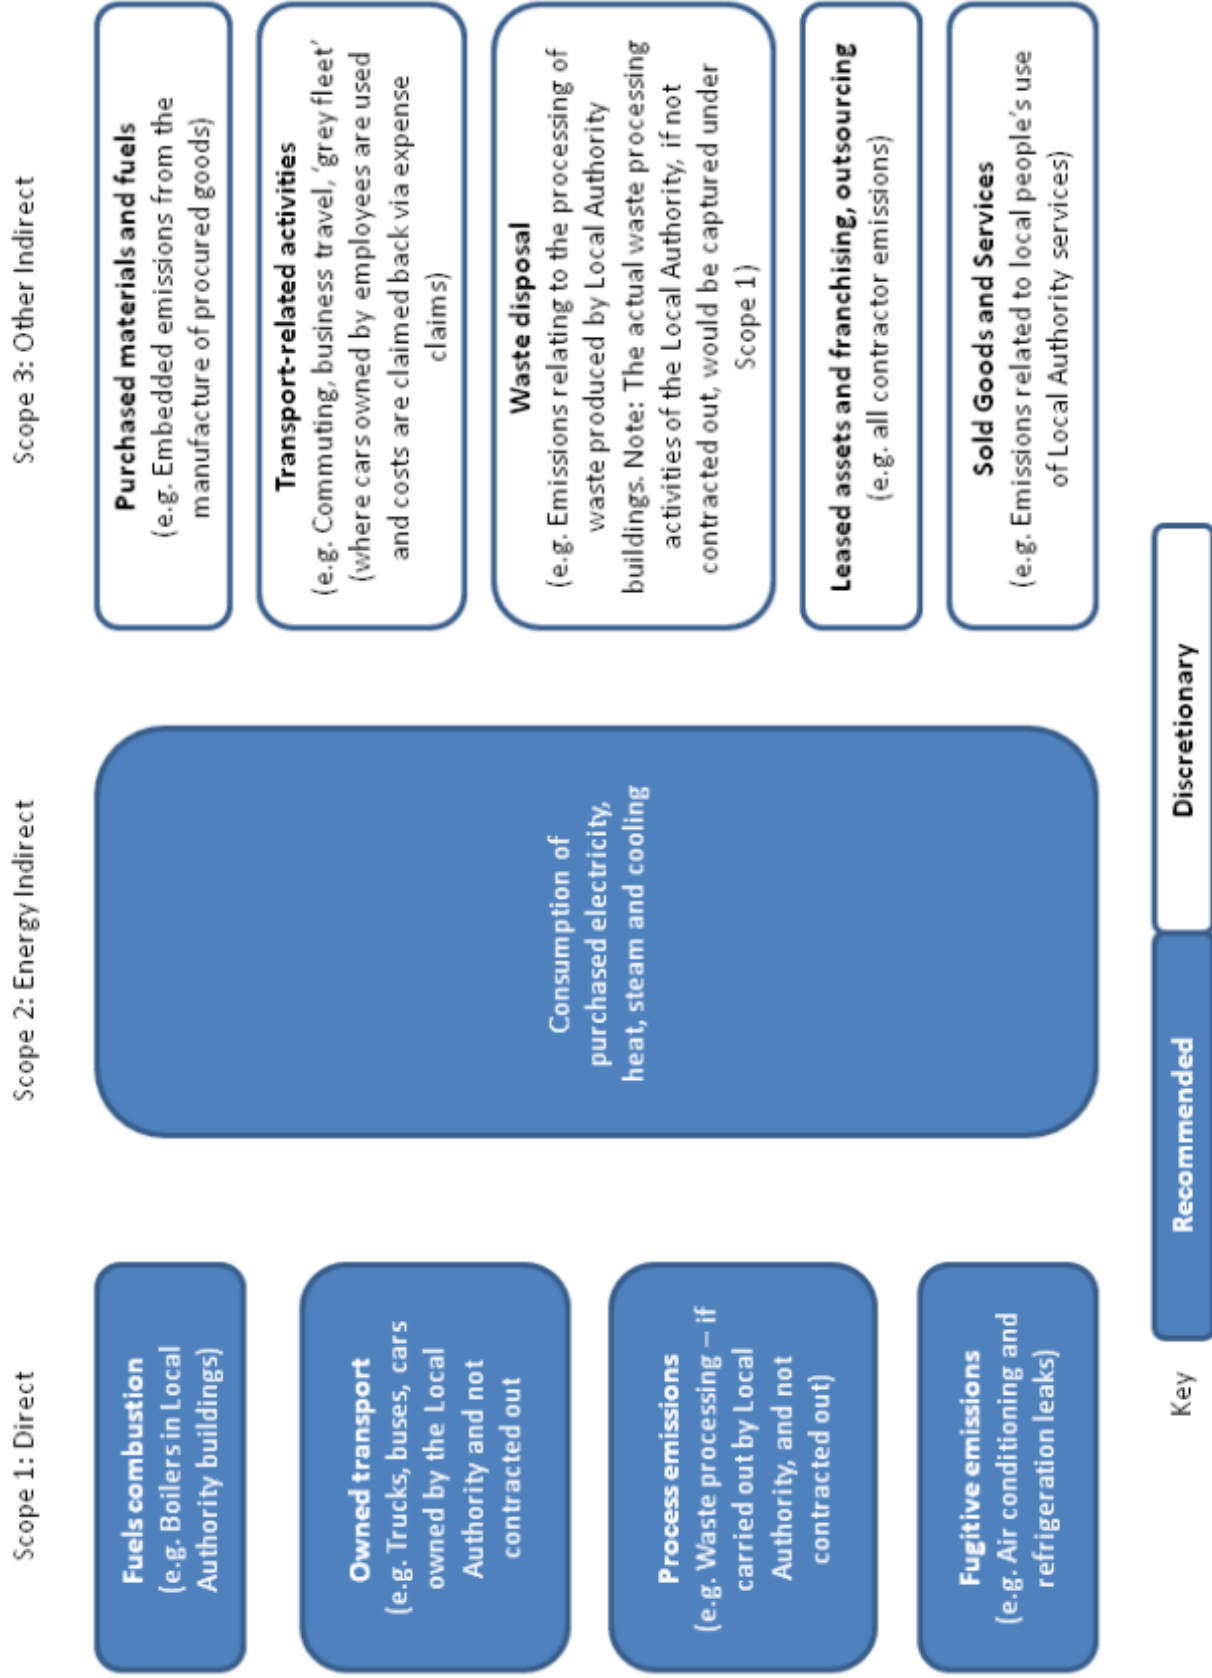 Scope 1: Direct
Fuels combustion
(e.g. Boilers in Local
Authority buildings)
Owned transport
(e.g. Trucks, buses, cars
owned by the Local
Authority and not
contracted out
Process emissions
(e.g. Waste processing – if
carried out by Local
Authority, and not
contracted out)
Fugitive emissions
(e.g. Air conditioning and
refrigeration leaks)
Scope 2: Energy Indirect
Consumption of
purchased electricity,
heat, steam and cooling
Scope 3: Other Indirect
Purchased materials and fuels
(e.g. Embedded emissions from the
manufacture of procured goods)
Transport-related activities
(e.g. Commuting, business travel, ‘grey fleet’
(where cars owned by employees are used
and costs are claimed back via expense
claims)
Waste disposal
(e.g. Emissions relating to the processing of
waste produced by Local Authority
buildings. Note: The actual waste processing
activities of the Local Authority, if not
contracted out, would be captured under
Scope 1)
Leased assets and franchising, outsourcing
(e.g. all contractor emissions)
Sold Goods and Services
(e.g. Emissions related to local people’s use
of Local Authority services)
Key
Recommended
Discretionary